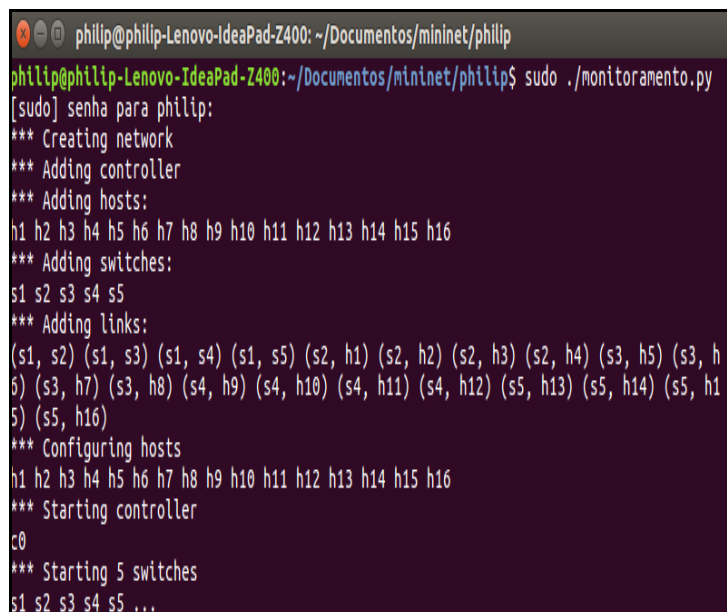 philip@philip-Lenovo-IdeaPad-Z400: ~/Documentos/mininet/philip
philip@philip-Lenovo-IdeaPad-Z400:~/Documentos/mininet/philip$ sudo ./monitoramento.py
[sudo] senha para philip:
*** Creating network
*** Adding controller
*** Adding hosts:
h1 h2 h3 h4 h5 h6 h7 h8 h9 h10 h11 h12 h13 h14 h15 h16
*** Adding switches:
s1 s2 s3 s4 s5
*** Adding links:
(s1, s2) (s1, s3) (s1, s4) (s1, s5) (s2, h1) (s2, h2) (s2, h3) (s2, h4) (s3, h5) (s3, h
6) (s3, h7) (s3, h8) (s4, h9) (s4, h10) (s4, h11) (s4, h12) (s5, h13) (s5, h14) (s5, h1
5) (s5, h16)
*** Configuring hosts
h1 h2 h3 h4 h5 h6 h7 h8 h9 h10 h11 h12 h13 h14 h15 h16
*** Starting controller
c0
*** Starting 5 switches
s1 s2 s3 s4 s5 ...